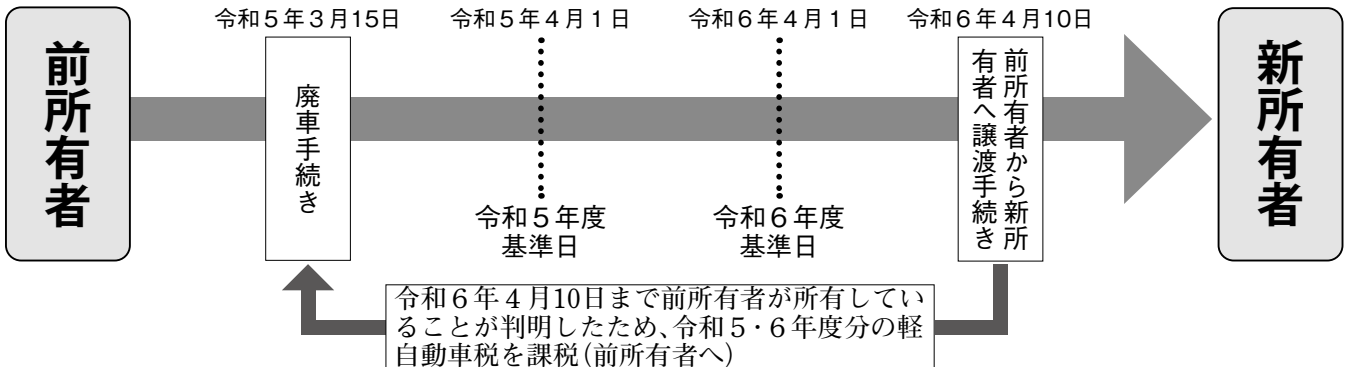 令和５年３月15日
令和５年４月１日
令和６年４月１日
令和６年４月10日
前所有者
廃車手続き
令和５年度
基準日
令和６年度
基準日
前所有者から新所
有者へ譲渡手続き
新所有者
令和６年４月10日まで前所有者が所有してい
ることが判明したため、令和５・６年度分の軽
自動車税を課税(前所有者へ)